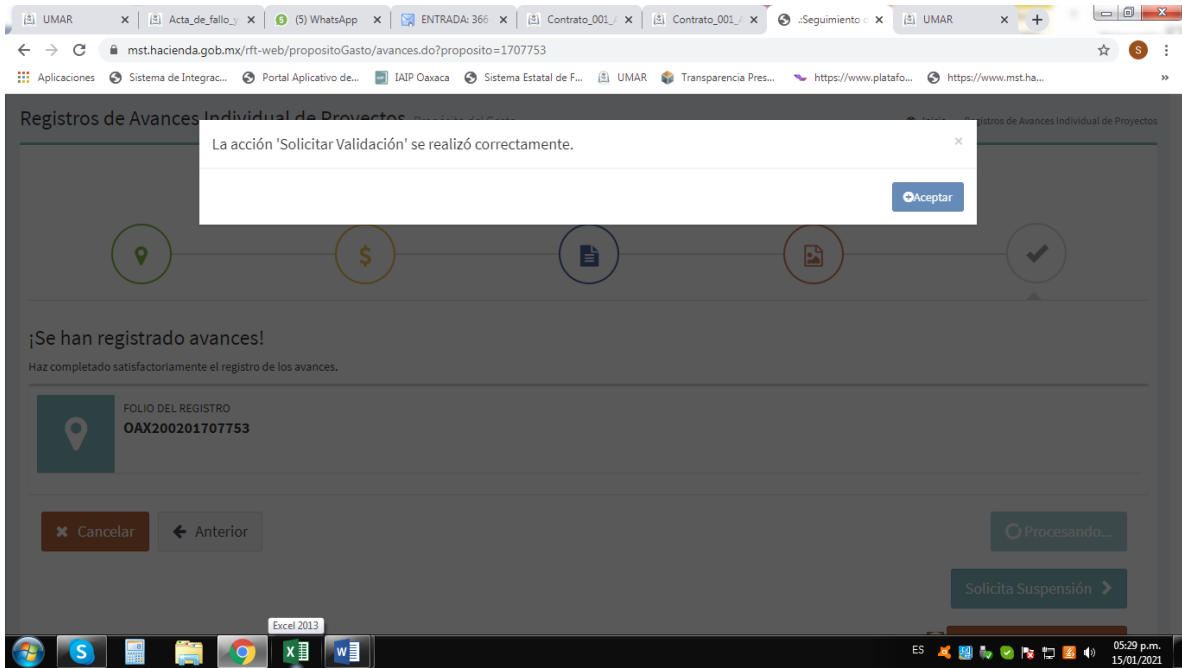 UMAR
Acta_de_fallo_y
(5) WhatsApp
ENTRADA: 366
Contrato_001_
Contrato_001_
.:Seguimiento
UMAR
mst.hacienda.gob.mx/rft-web/propositoGasto/avances.do?proposito=1707753
S
Aplicaciones
Sistema de Integrac...
Portal Aplicativo de...
IAIP Oaxaca
Sistema Estatal de F...
UMAR
Transparencia Pres...
https://www.platafo...
https://www.mst.ha...
»
Registros de Avances Individual de Proyectos
Registros de Avances Individual de Proyectos
La acción 'Solicitar Validación' se realizó correctamente.
×
Aceptar
¡Se han registrado avances!
Haz completado satisfactoriamente el registro de los avances.
FOLIO DEL REGISTRO
OAX200201707753
Cancelar
Anterior
Procesando...
Solicita Suspensión
Excel 2013
ES
05:29 p.m.
15/01/2021